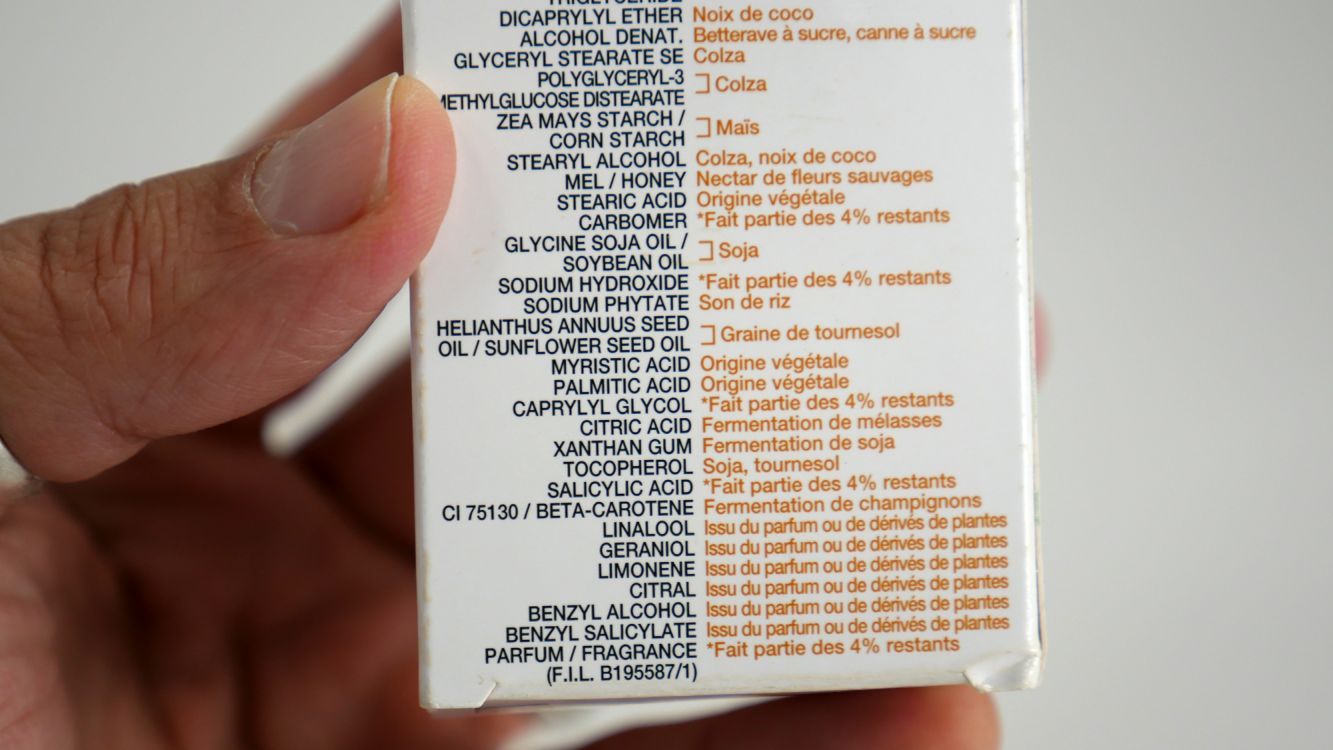 TRIGLYCERIDE
DICAPRYLYL ETHER Noix de coco
ALCOHOL DENAT. Betterave à sucre, canne à sucre
GLYCERYL STEARATE SE Colza
POLYGLYCERYL-3
METHYLGLUCOSE DISTEARATE Colza
ZEA MAYS STARCH /
CORN STARCH Maïs
STEARYL ALCOHOL Colza, noix de coco
MEL / HONEY Nectar de fleurs sauvages
STEARIC ACID Origine végétale
CARBOMER *Fait partie des 4% restants
GLYCINE SOJA OIL /
SOYBEAN OIL Soja
SODIUM HYDROXIDE *Fait partie des 4% restants
SODIUM PHYTATE Son de riz
HELIANTHUS ANNUUS SEED
OIL / SUNFLOWER SEED OIL Graine de tournesol
MYRISTIC ACID Origine végétale
PALMITIC ACID Origine végétale
CAPRYLYL GLYCOL *Fait partie des 4% restants
CITRIC ACID Fermentation de mélasses
XANTHAN GUM Fermentation de soja
TOCOPHEROL Soja, tournesol
SALICYLIC ACID *Fait partie des 4% restants
CI 75130 / BETA-CAROTENE Fermentation de champignons
LINALOOL Issu du parfum ou de dérivés de plantes
GERANIOL Issu du parfum ou de dérivés de plantes
LIMONENE Issu du parfum ou de dérivés de plantes
CITRAL Issu du parfum ou de dérivés de plantes
BENZYL ALCOHOL Issu du parfum ou de dérivés de plantes
BENZYL SALICYLATE Issu du parfum ou de dérivés de plantes
PARFUM / FRAGRANCE *Fait partie des 4% restants
(F.I.L. B195587/1)